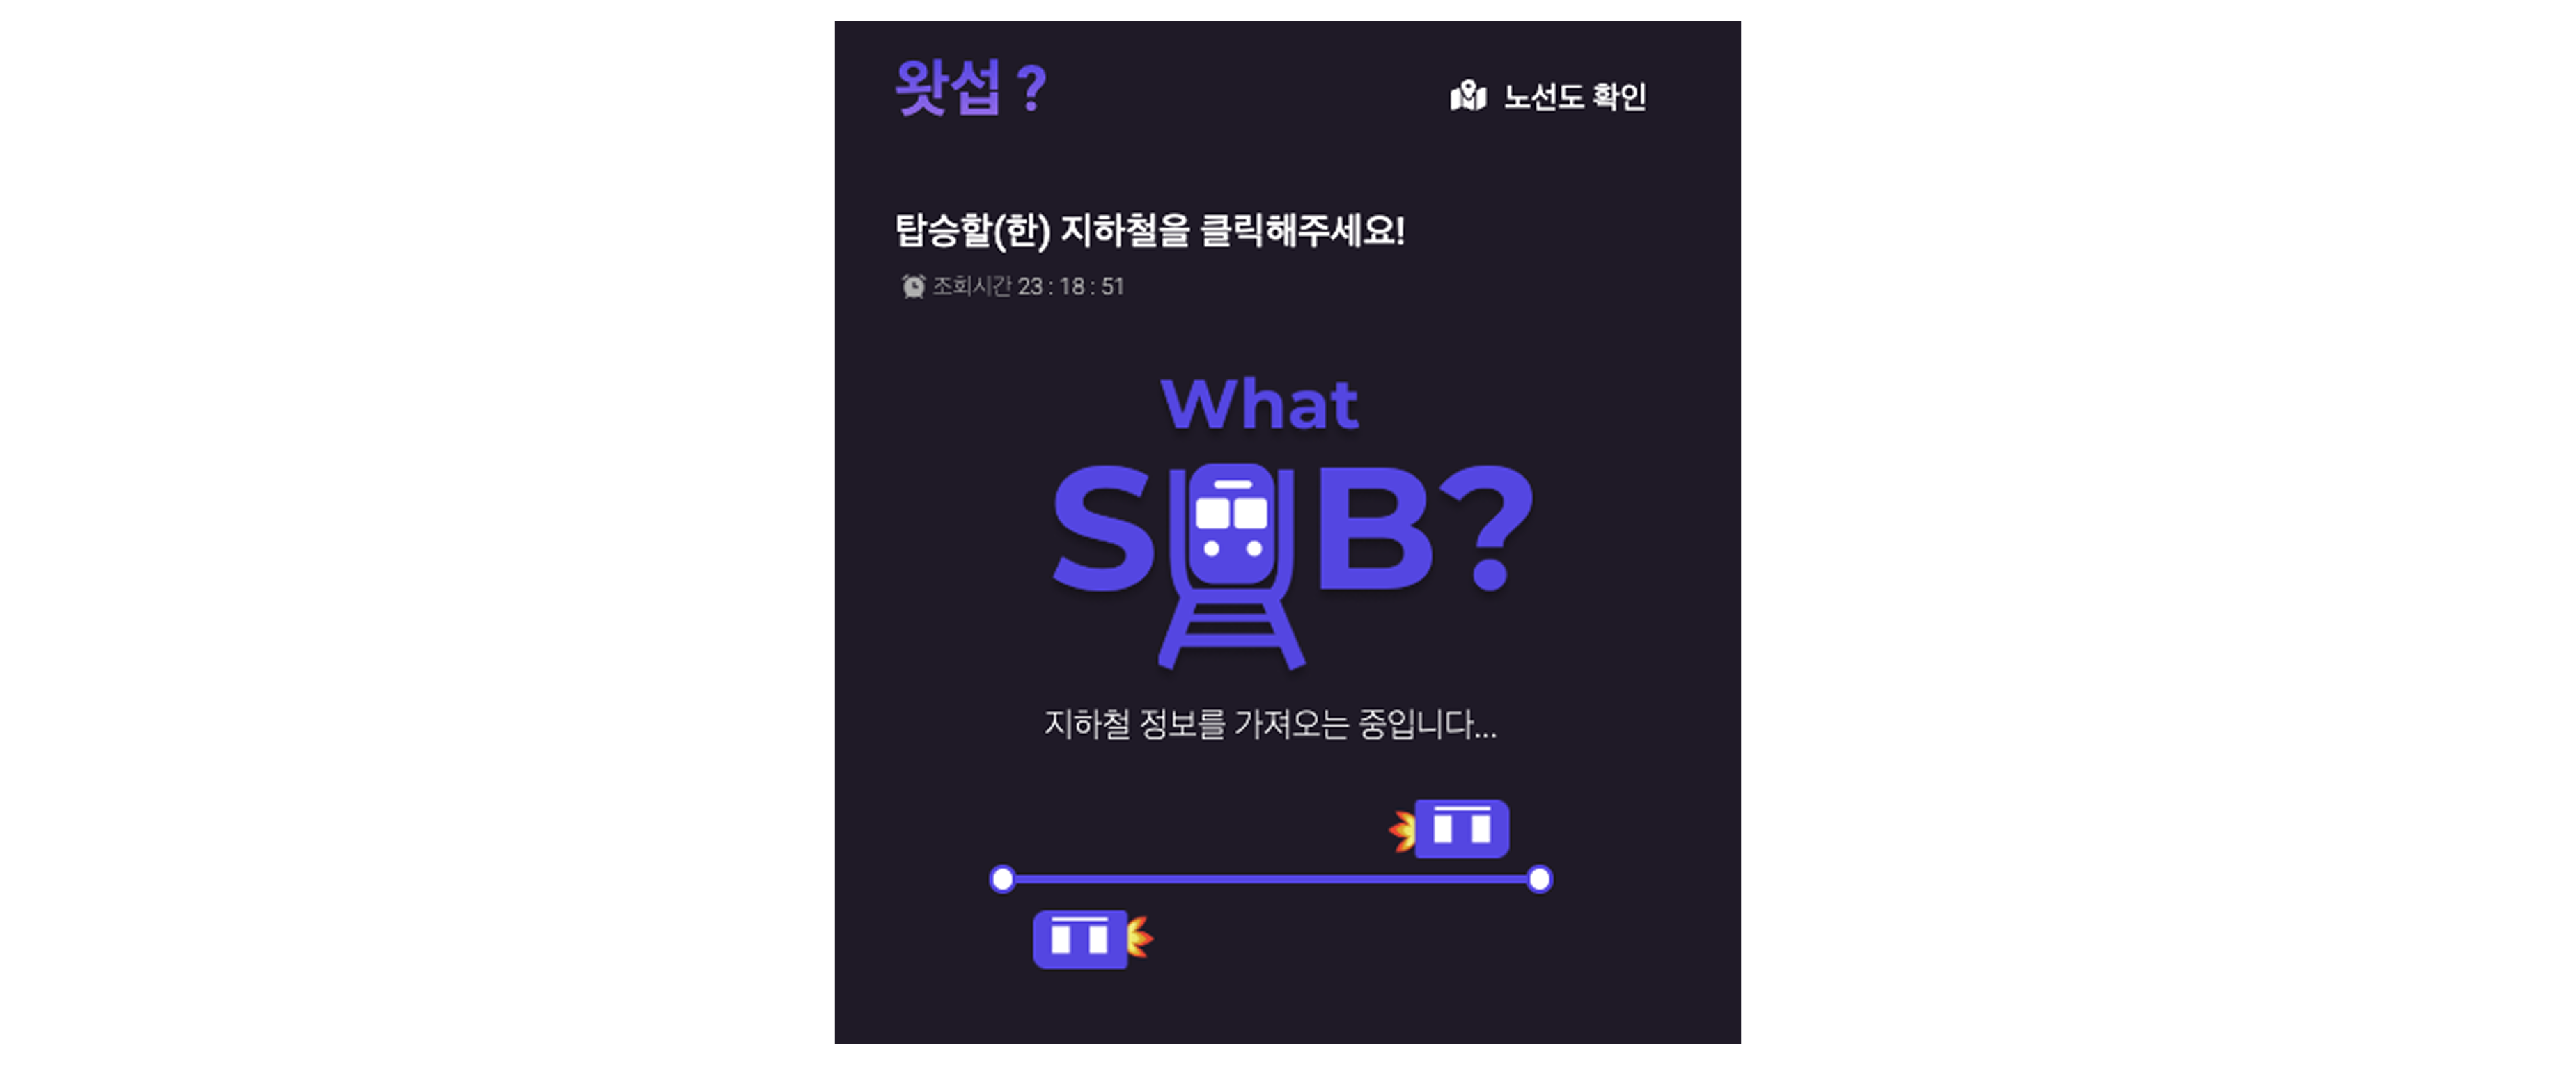 왓섭 ?
노선도 확인
탑승할(한) 지하철을 클릭해주세요!
조회시간 23 : 18 : 51
What
SUB?
지하철 정보를 가져오는 중입니다...